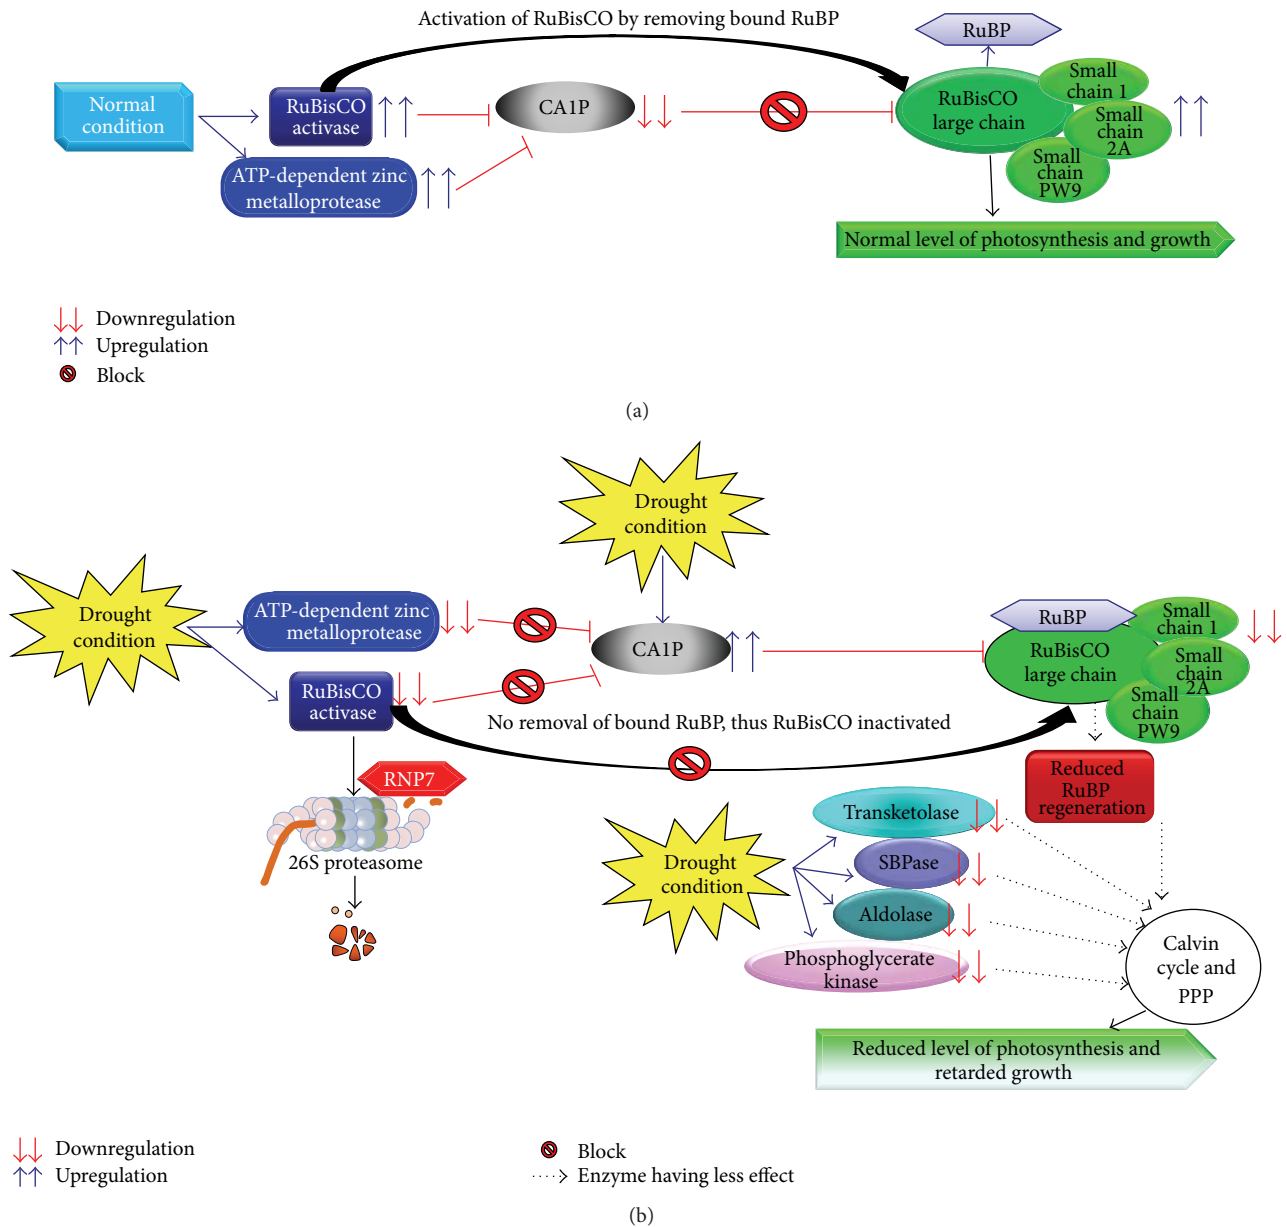 Activation of RuBisCO by removing bound RuBP
RuBP
Normal
condition
RuBisCO
activase
CA1P
RuBisCO
large chain
Small
chain 1
Small
chain
2A
Small
chain
PW9
ATP-dependent zinc
metalloprotease
Normal level of photosynthesis and growth
Downregulation
Upregulation
Block
(a)
Drought
condition
Drought
condition
ATP-dependent zinc
metalloprotease
CA1P
RuBP
RuBisCO
large chain
Small
chain 1
Small
chain
2A
Small
chain
PW9
RuBisCO
activase
No removal of bound RuBP, thus RuBisCO inactivated
RNP7
26S proteasome
Reduced
RuBP
regeneration
Drought
condition
Transketolase
SBPase
Aldolase
Phosphoglycerate
kinase
Calvin
cycle and
PPP
Reduced level of photosynthesis and
retarded growth
Downregulation
Upregulation
Block
Enzyme having less effect
(b)